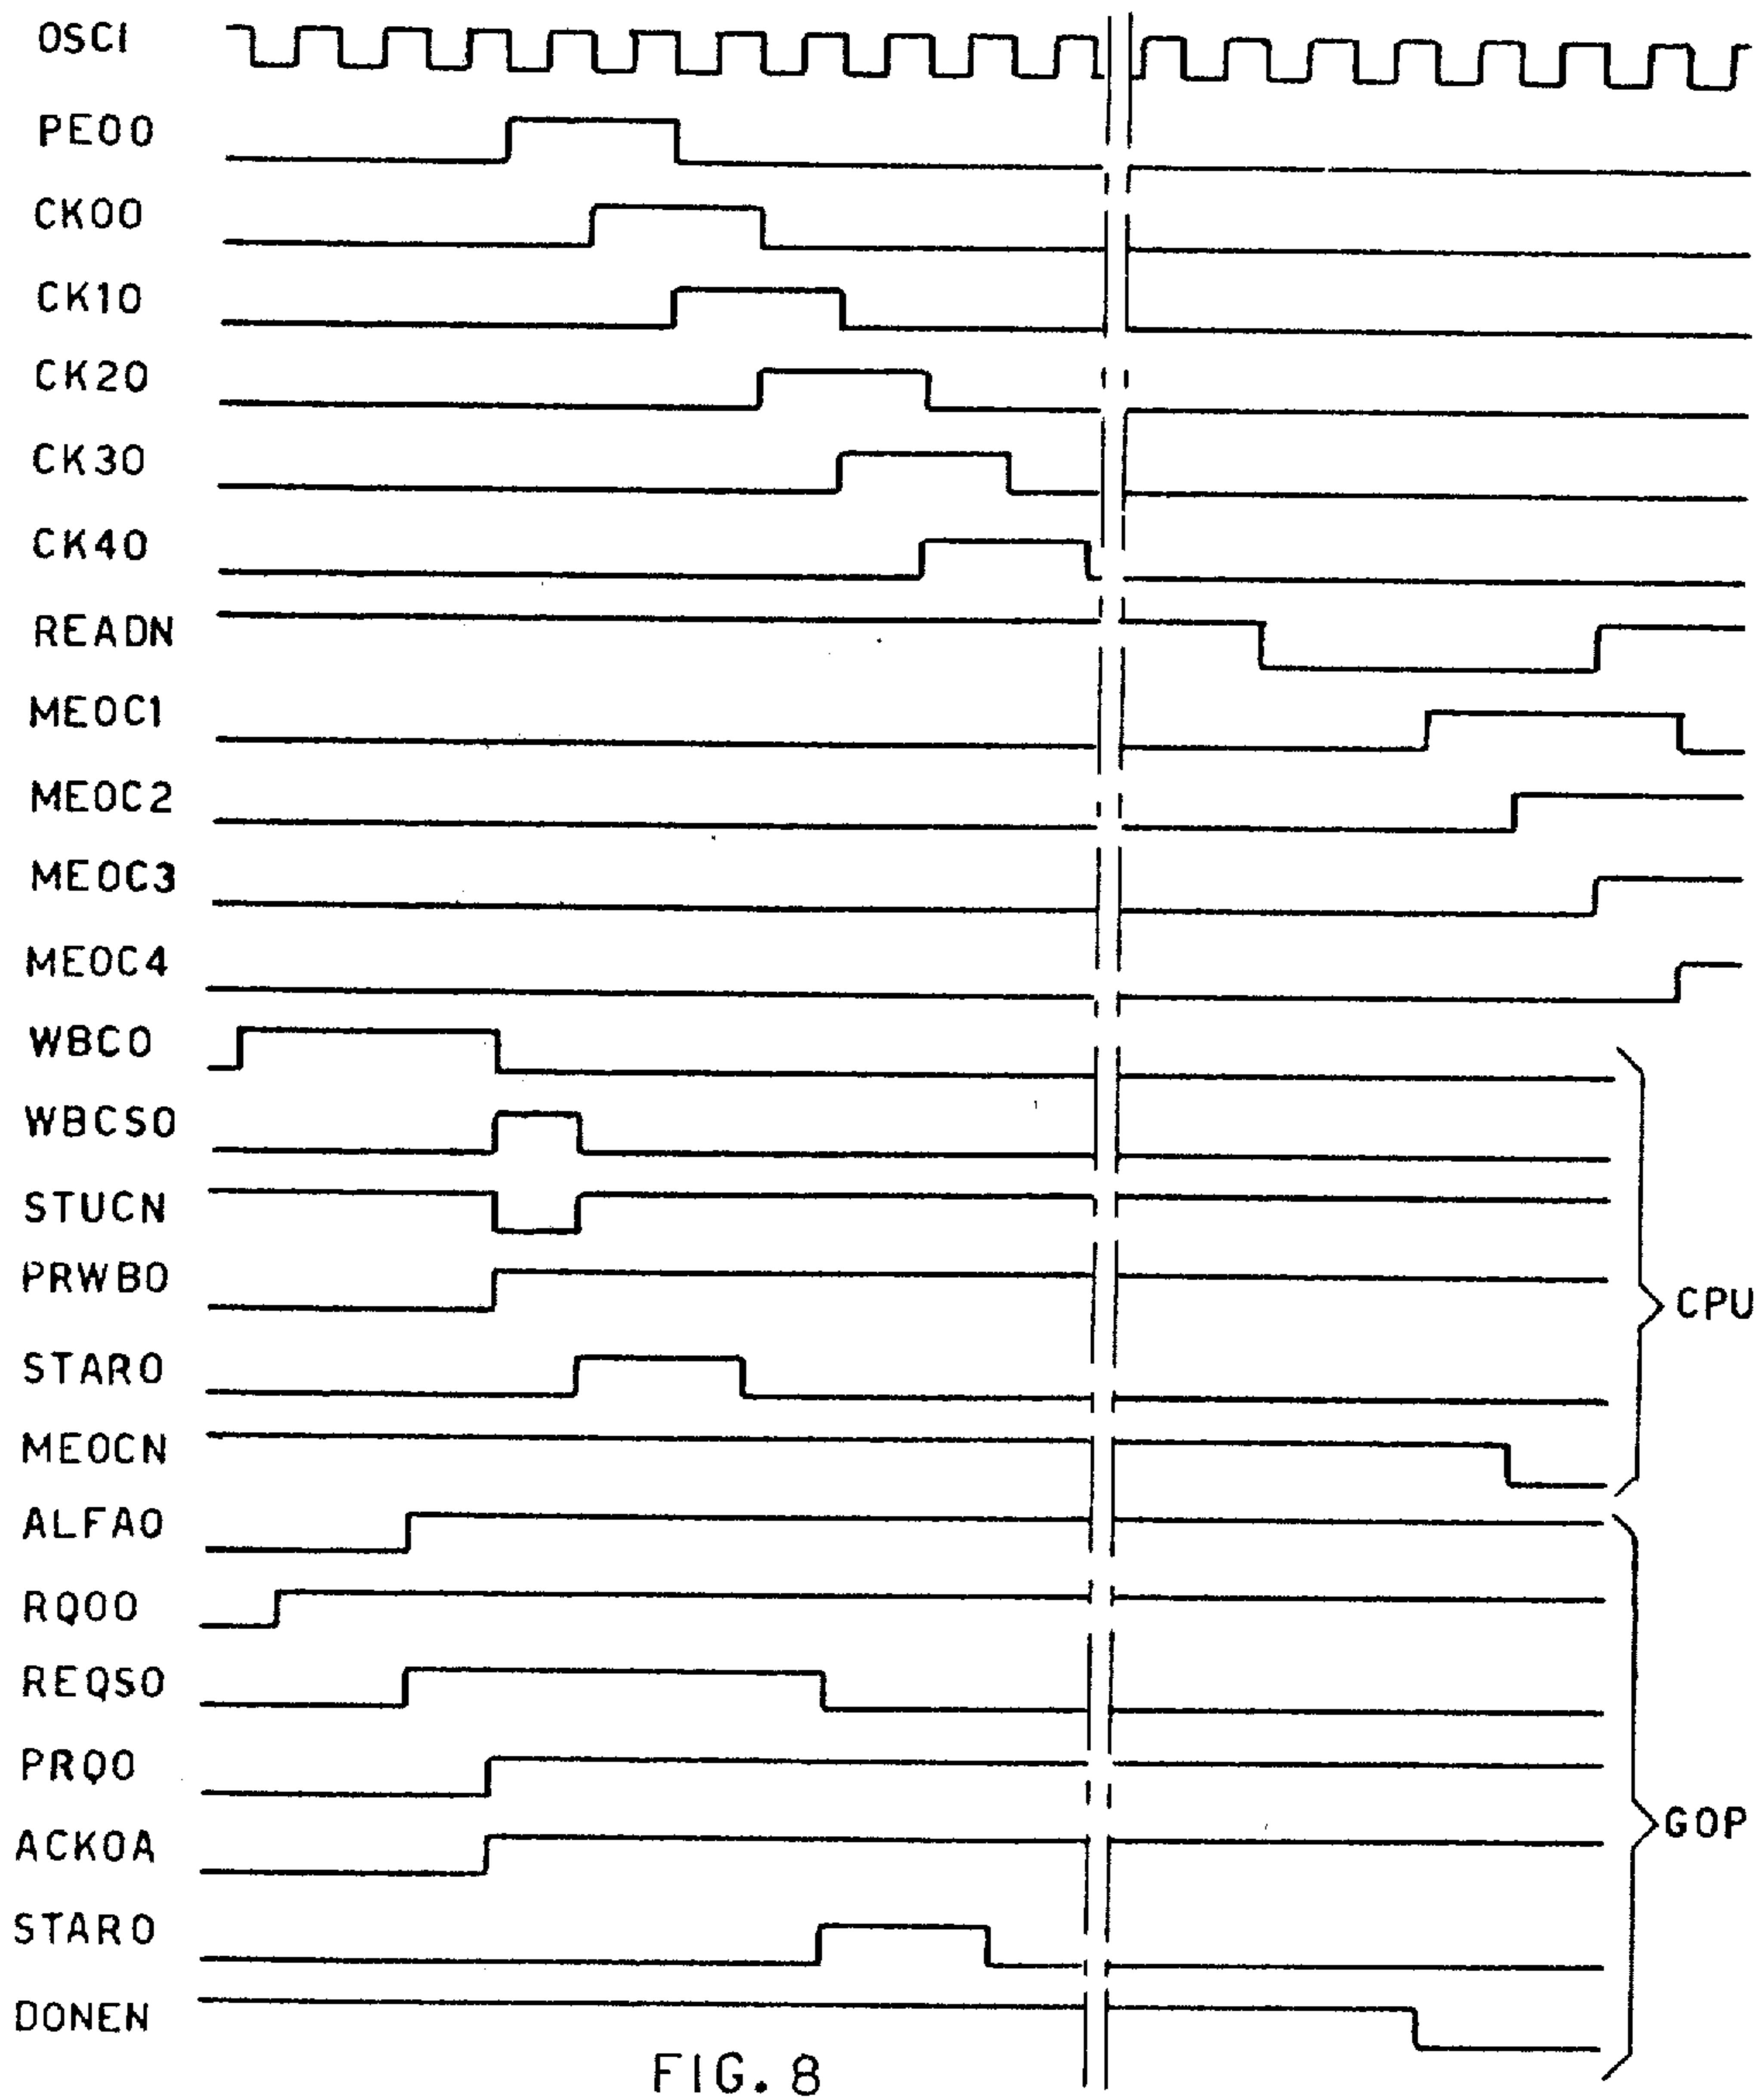 OSCI
PE00
CK00
CK10
CK20
CK30
CK40
READN
MEOC1
MEOC2
MEOC3
MEOC4
WBC0
WBCS0
STUCN
PRWB0
STAR0
MEOCN
CPU
ALFA0
RQ00
REQS0
PRQ0
ACK0A
STAR0
DONEN
GOP
FIG. 8